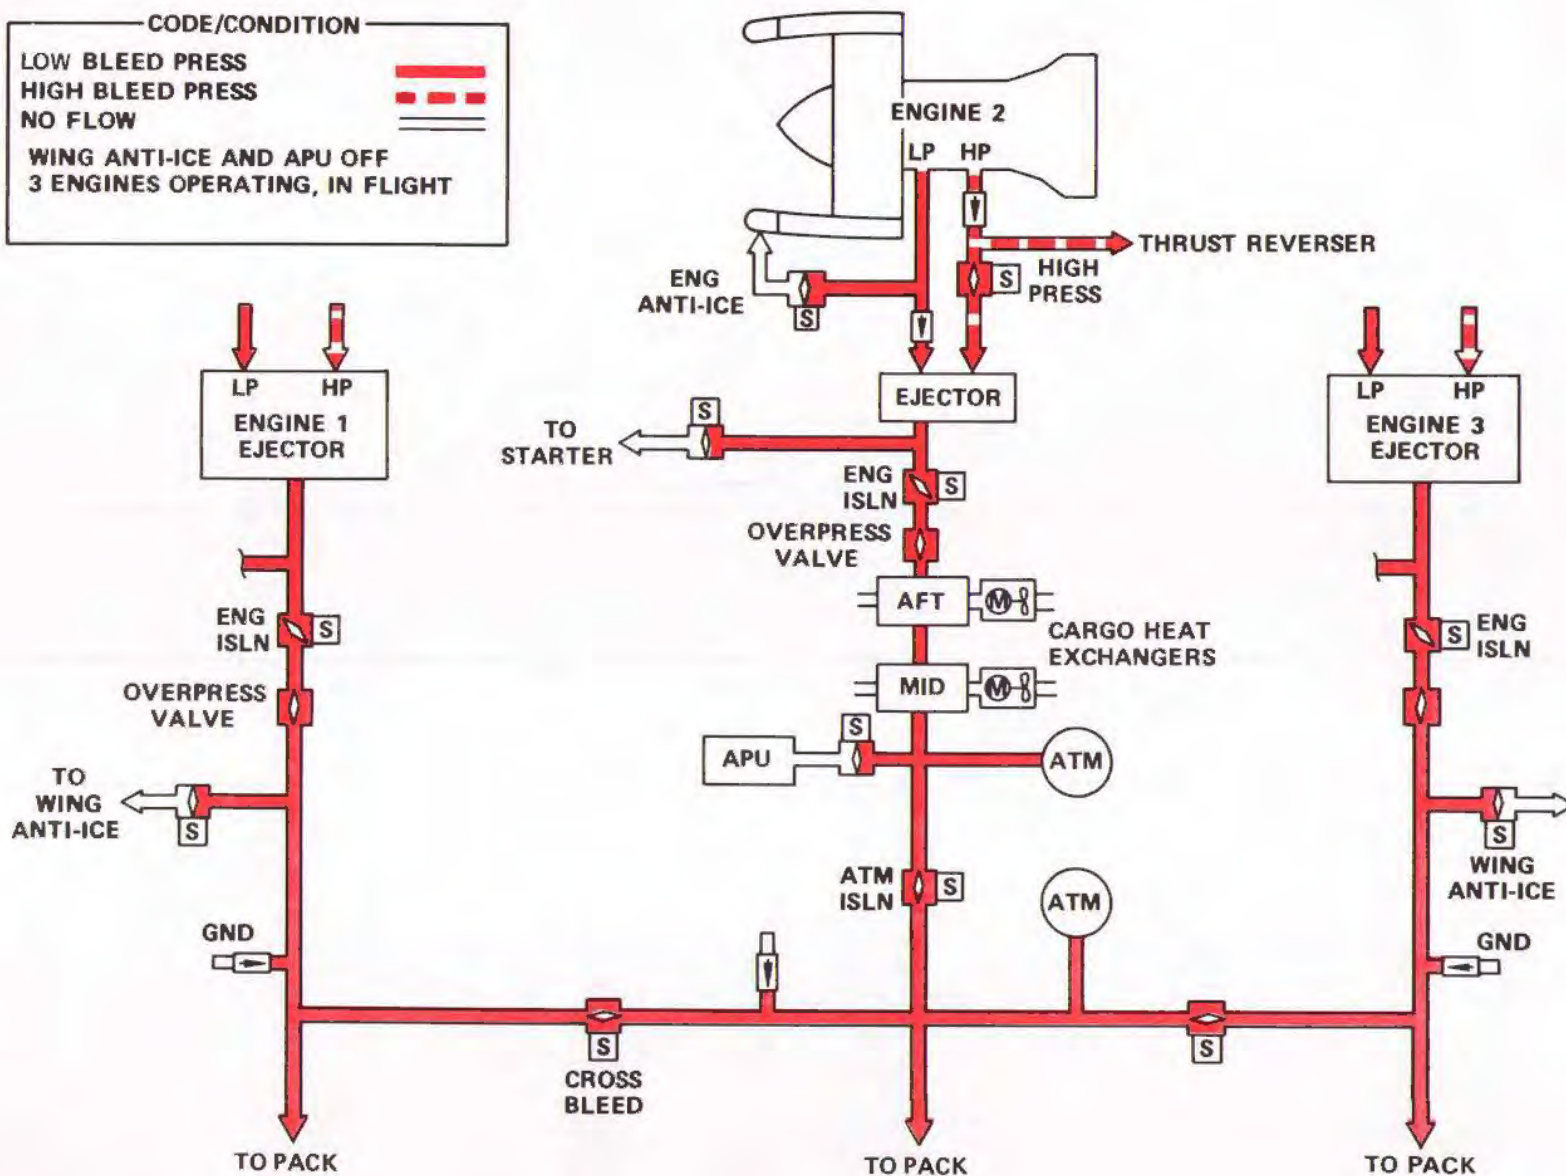 CODE/CONDITION
LOW BLEED PRESS
HIGH BLEED PRESS
NO FLOW
WING ANTI-ICE AND APU OFF
3 ENGINES OPERATING, IN FLIGHT
ENGINE 2
LP HP
THRUST REVERSER
HIGH
PRESS
S
ENG
ANTI-ICE
S
LP HP
ENGINE 1
EJECTOR
EJECTOR
LP HP
ENGINE 3
EJECTOR
S
TO
STARTER
ENG
ISLN
S
OVERPRESS
VALVE
AFT
M
CARGO HEAT
EXCHANGERS
MID
M
ENG
ISLN
S
OVERPRESS
VALVE
S
ENG
ISLN
S
APU
ATM
TO
WING
ANTI-ICE
S
S
WING
ANTI-ICE
ATM
ISLN
S
ATM
GND
GND
S
CROSS
BLEED
S
TO PACK
TO PACK
TO PACK